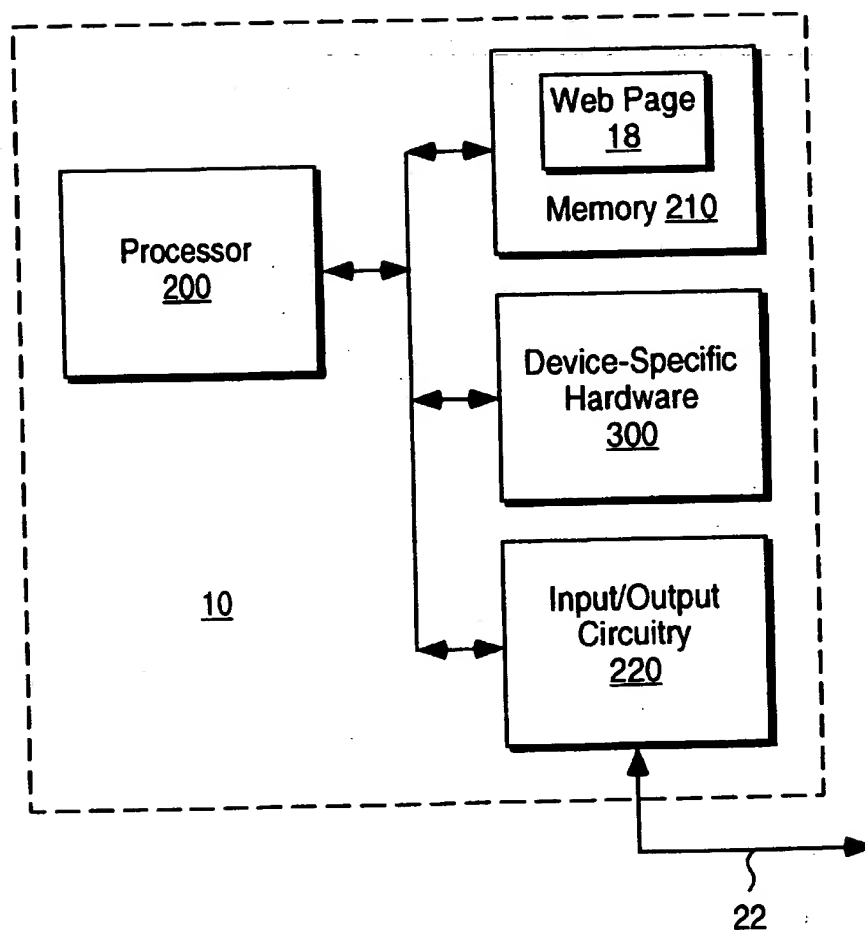 Web Page
18
Memory 210
Processor
200
Device-Specific
Hardware
300
10
Input/Output
Circuitry
220
22